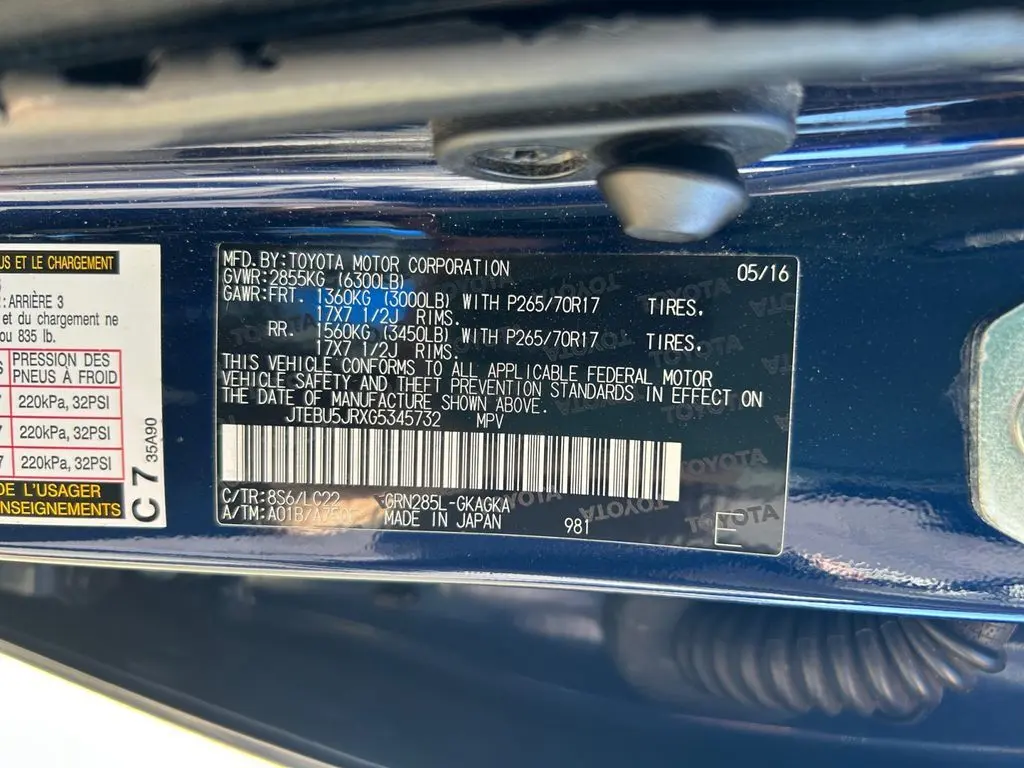 US ET LE CHARGEMENT
: ARRIÈRE 3
et du chargement ne
ou 835 lb.
PRESSION DES
PNEUS À FROID
220kPa, 32PSI
220kPa, 32PSI
220kPa, 32PSI
DE L'USAGER
ENSEIGNEMENTS
C 7 35A90
MFD. BY: TOYOTA MOTOR CORPORATION 05/16
GVWR: 2855KG (6300LB)
GAWR: FRT. 1360KG (3000LB) WITH P265/70R17 TIRES.
17X7 1/2J RIMS.
RR. 1560KG (3450LB) WITH P265/70R17 TIRES.
17X7 1/2J RIMS.
THIS VEHICLE CONFORMS TO ALL APPLICABLE FEDERAL MOTOR
VEHICLE SAFETY AND THEFT PREVENTION STANDARDS IN EFFECT ON
THE DATE OF MANUFACTURE SHOWN ABOVE.
JTEBU5JRXG5345732 MPV
C/TR: 8S6/LC22 GRN285L-GKAGKA
A/TM: A01B/ MADE IN JAPAN 981 E